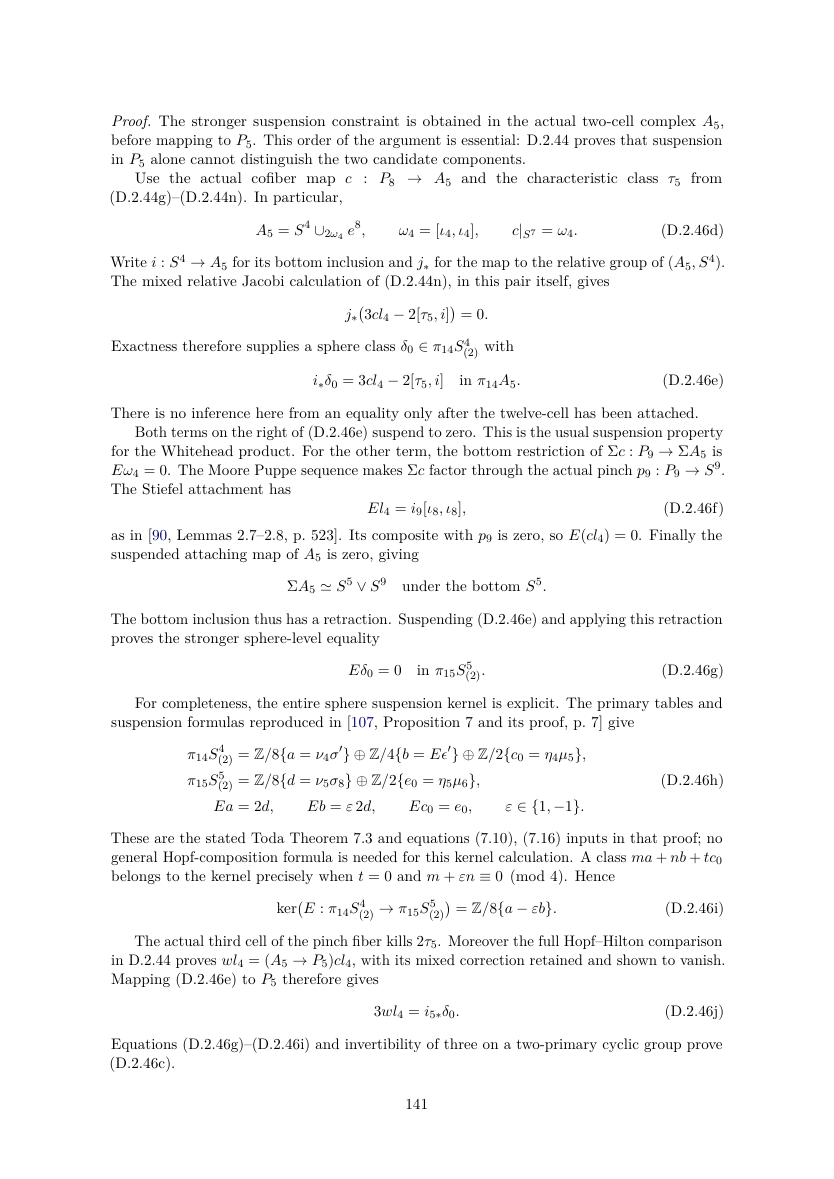 Proof. The stronger suspension constraint is obtained in the actual two-cell complex A₅,
before mapping to P₅. This order of the argument is essential: D.2.44 proves that suspension
in P₅ alone cannot distinguish the two candidate components.
Use the actual cofiber map c : P₈ → A₅ and the characteristic class τ₅ from
(D.2.44g)–(D.2.44n). In particular,
A₅ = S⁴ ∪_{2ω₄} e⁸, ω₄ = [ι₄, ι₄], c|_{S⁷} = ω₄. (D.2.46d)
Write i : S⁴ → A₅ for its bottom inclusion and j_* for the map to the relative group of (A₅, S⁴).
The mixed relative Jacobi calculation of (D.2.44n), in this pair itself, gives
j_*(3cl₄ − 2[τ₅, i]) = 0.
Exactness therefore supplies a sphere class δ₀ ∈ π₁₄S⁴₍₂₎ with
i_*δ₀ = 3cl₄ − 2[τ₅, i] in π₁₄A₅. (D.2.46e)
There is no inference here from an equality only after the twelve-cell has been attached.
Both terms on the right of (D.2.46e) suspend to zero. This is the usual suspension property
for the Whitehead product. For the other term, the bottom restriction of Σc : P₉ → ΣA₅ is
Eω₄ = 0. The Moore Puppe sequence makes Σc factor through the actual pinch p₉ : P₉ → S⁹.
The Stiefel attachment has
El₄ = i₉[ι₈, ι₈], (D.2.46f)
as in [90, Lemmas 2.7–2.8, p. 523]. Its composite with p₉ is zero, so E(cl₄) = 0. Finally the
suspended attaching map of A₅ is zero, giving
ΣA₅ ≃ S⁵ ∨ S⁹ under the bottom S⁵.
The bottom inclusion thus has a retraction. Suspending (D.2.46e) and applying this retraction
proves the stronger sphere-level equality
Eδ₀ = 0 in π₁₅S⁵₍₂₎. (D.2.46g)
For completeness, the entire sphere suspension kernel is explicit. The primary tables and
suspension formulas reproduced in [107, Proposition 7 and its proof, p. 7] give
π₁₄S⁴₍₂₎ = ℤ/8{a = ν₄σ′} ⊕ ℤ/4{b = Eϵ′} ⊕ ℤ/2{c₀ = η₄μ₅},
π₁₅S⁵₍₂₎ = ℤ/8{d = ν₅σ₈} ⊕ ℤ/2{e₀ = η₅μ₆}, (D.2.46h)
Ea = 2d, Eb = ε 2d, Ec₀ = e₀, ε ∈ {1, −1}.
These are the stated Toda Theorem 7.3 and equations (7.10), (7.16) inputs in that proof; no
general Hopf-composition formula is needed for this kernel calculation. A class ma + nb + tc₀
belongs to the kernel precisely when t = 0 and m + εn ≡ 0 (mod 4). Hence
ker(E : π₁₄S⁴₍₂₎ → π₁₅S⁵₍₂₎) = ℤ/8{a − εb}. (D.2.46i)
The actual third cell of the pinch fiber kills 2τ₅. Moreover the full Hopf–Hilton comparison
in D.2.44 proves wl₄ = (A₅ → P₅)cl₄, with its mixed correction retained and shown to vanish.
Mapping (D.2.46e) to P₅ therefore gives
3wl₄ = i₅_*δ₀. (D.2.46j)
Equations (D.2.46g)–(D.2.46i) and invertibility of three on a two-primary cyclic group prove
(D.2.46c).
141